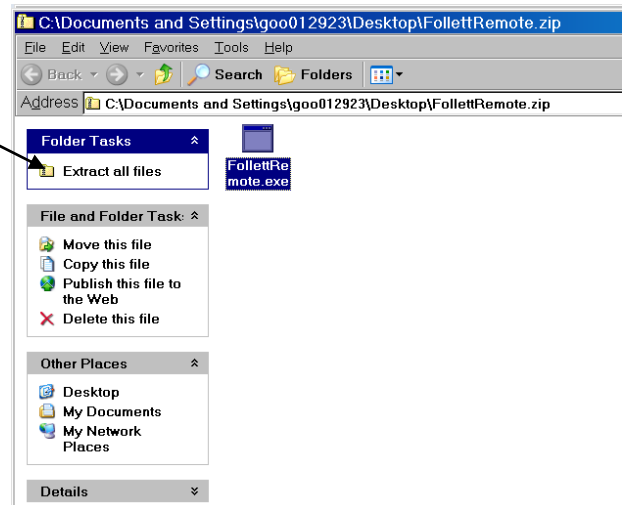 C:\Documents and Settings\goo012923\Desktop\FollettRemote.zip
File Edit View Favorites Tools Help
Back Search Folders
Address C:\Documents and Settings\goo012923\Desktop\FollettRemote.zip
Folder Tasks
Extract all files
FollettRe
mote.exe
File and Folder Task:
Move this file
Copy this file
Publish this file to
the Web
Delete this file
Other Places
Desktop
My Documents
My Network
Places
Details